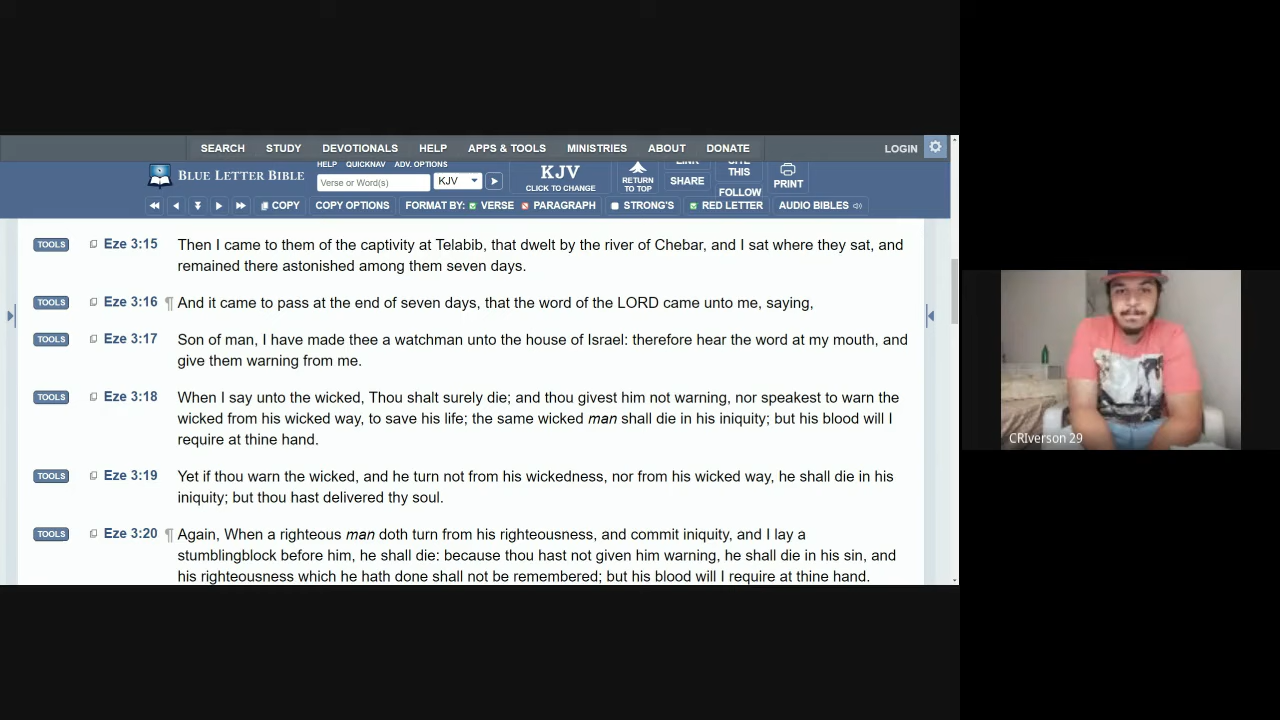 SEARCH STUDY DEVOTIONALS HELP APPS & TOOLS MINISTRIES ABOUT DONATE LOGIN
HELP QUICKNAV ADV. OPTIONS
BLUE LETTER BIBLE
Verse or Word(s)
KJV
KJV
CLICK TO CHANGE
RETURN
TO TOP
LINK
SHARE
CITE
THIS
FOLLOW
PRINT
COPY COPY OPTIONS FORMAT BY: VERSE PARAGRAPH STRONG'S RED LETTER AUDIO BIBLES
TOOLS Eze 3:15 Then I came to them of the captivity at Telabib, that dwelt by the river of Chebar, and I sat where they sat, and
remained there astonished among them seven days.
TOOLS Eze 3:16 ¶ And it came to pass at the end of seven days, that the word of the LORD came unto me, saying,
TOOLS Eze 3:17 Son of man, I have made thee a watchman unto the house of Israel: therefore hear the word at my mouth, and
give them warning from me.
TOOLS Eze 3:18 When I say unto the wicked, Thou shalt surely die; and thou givest him not warning, nor speakest to warn the
wicked from his wicked way, to save his life; the same wicked man shall die in his iniquity; but his blood will I
require at thine hand.
TOOLS Eze 3:19 Yet if thou warn the wicked, and he turn not from his wickedness, nor from his wicked way, he shall die in his
iniquity; but thou hast delivered thy soul.
TOOLS Eze 3:20 ¶ Again, When a righteous man doth turn from his righteousness, and commit iniquity, and I lay a
stumblingblock before him, he shall die: because thou hast not given him warning, he shall die in his sin, and
his righteousness which he hath done shall not be remembered; but his blood will I require at thine hand.
CRIverson 29